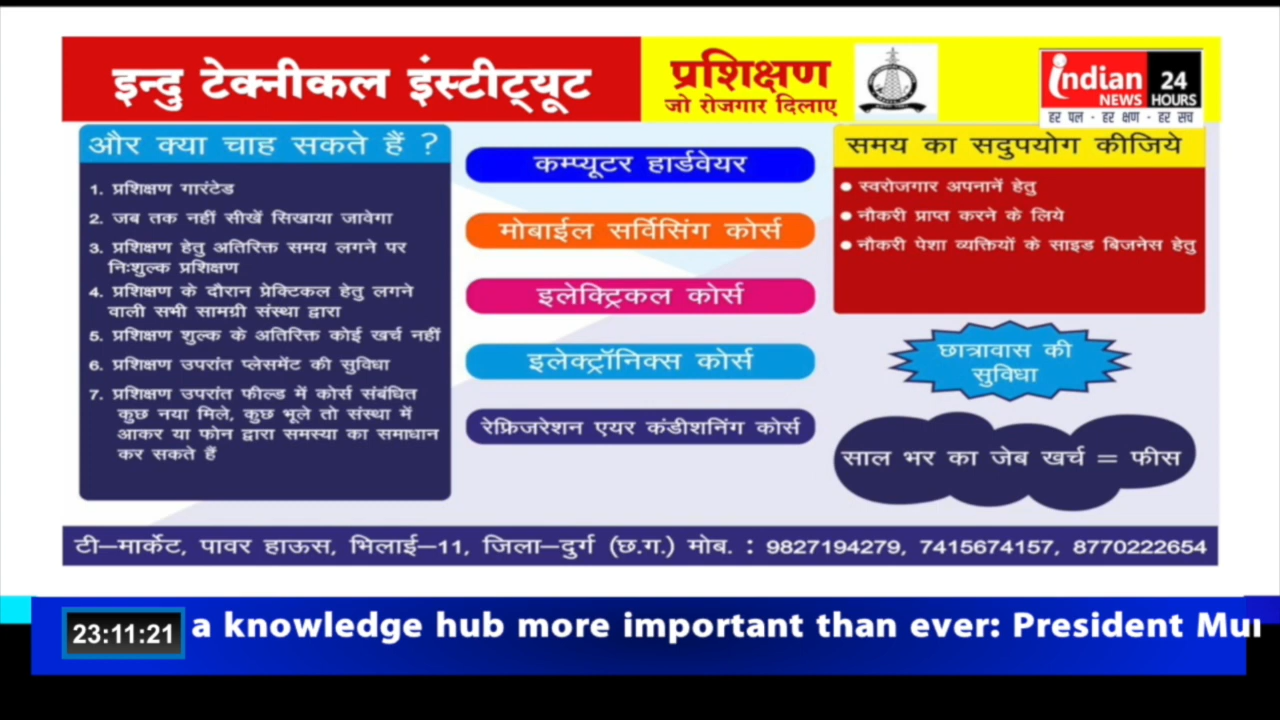 इन्दु टेक्नीकल इंस्टीट्यूट
प्रशिक्षण
जो रोजगार दिलाए
indian
NEWS
24
HOURS
हर पल - हर क्षण - हर सच
और क्या चाह सकते हैं ?
1. प्रशिक्षण गारंटेड
2. जब तक नहीं सीखें सिखाया जावेगा
3. प्रशिक्षण हेतु अतिरिक्त समय लगने पर
निःशुल्क प्रशिक्षण
4. प्रशिक्षण के दौरान प्रेक्टिकल हेतु लगने
वाली सभी सामग्री संस्था द्वारा
5. प्रशिक्षण शुल्क के अतिरिक्त कोई खर्च नहीं
6. प्रशिक्षण उपरांत प्लेसमेंट की सुविधा
7. प्रशिक्षण उपरांत फील्ड में कोर्स संबंधित
कुछ नया मिले, कुछ भूले तो संस्था में
आकर या फोन द्वारा समस्या का समाधान
कर सकते हैं
कम्प्यूटर हार्डवेयर
मोबाईल सर्विसिंग कोर्स
इलेक्ट्रिकल कोर्स
इलेक्ट्रॉनिक्स कोर्स
रेफ्रिजरेशन एयर कंडीशनिंग कोर्स
समय का सदुपयोग कीजिये
● स्वरोजगार अपनानें हेतु
● नौकरी प्राप्त करने के लिये
● नौकरी पेशा व्यक्तियों के साइड बिजनेस हेतु
छात्रावास की
सुविधा
साल भर का जेब खर्च = फीस
टी–मार्केट, पावर हाऊस, भिलाई–11, जिला–दुर्ग (छ.ग.) मोब. : 9827194279, 7415674157, 8770222654
23:11:21
a knowledge hub more important than ever: President Mur